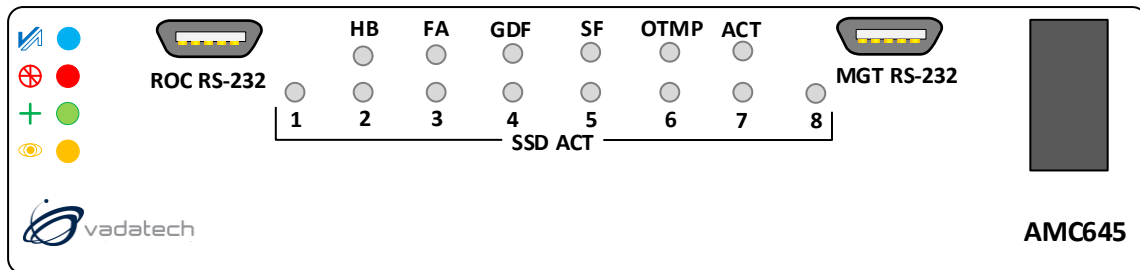 HB FA GDF SF OTMP ACT
ROC RS-232
MGT RS-232
1 2 3 4 5 6 7 8
SSD ACT
vadatech
AMC645